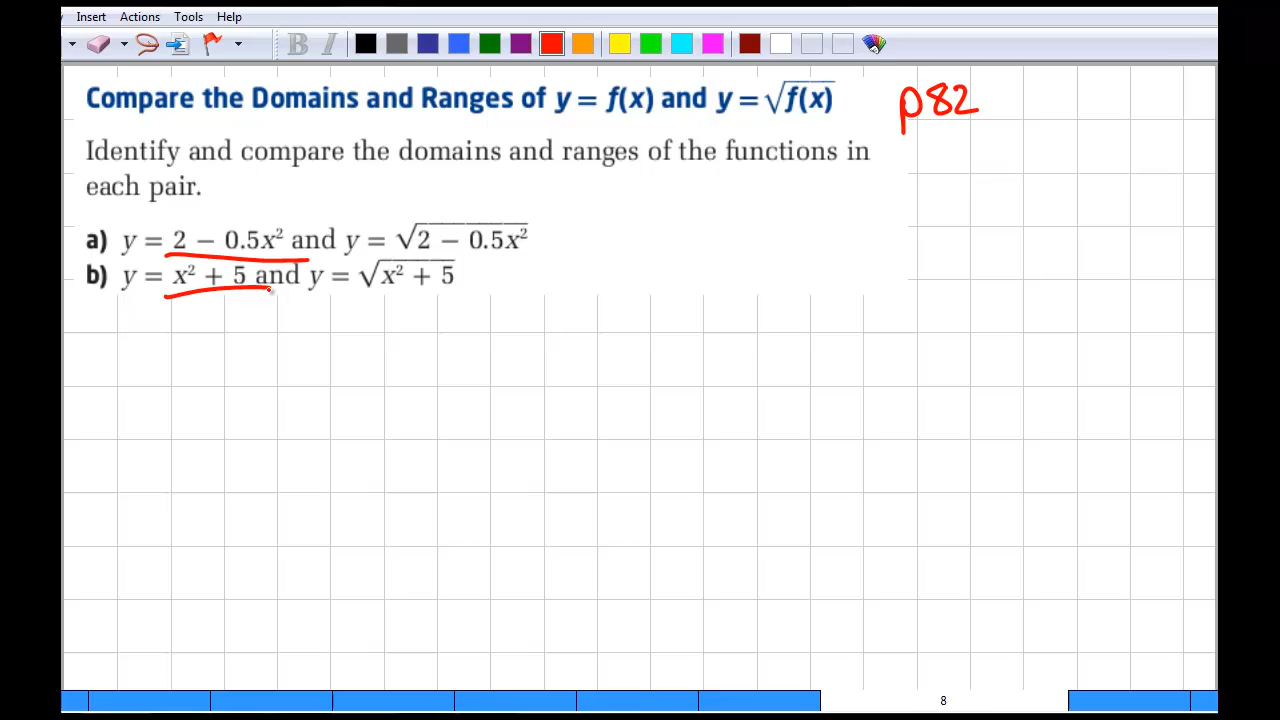 Insert Actions Tools Help
B I
Compare the Domains and Ranges of y = f(x) and y = √f(x) p82
Identify and compare the domains and ranges of the functions in
each pair.
a) y = 2 − 0.5x² and y = √2 − 0.5x²
b) y = x² + 5 and y = √x² + 5
8